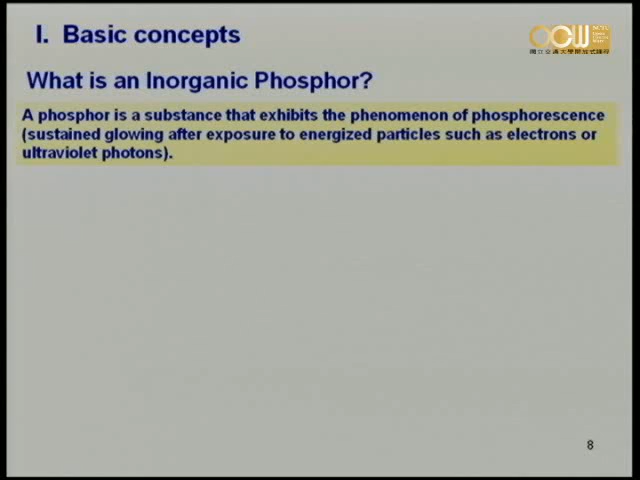 I. Basic concepts
What is an Inorganic Phosphor?
A phosphor is a substance that exhibits the phenomenon of phosphorescence
(sustained glowing after exposure to energized particles such as electrons or
ultraviolet photons).
8